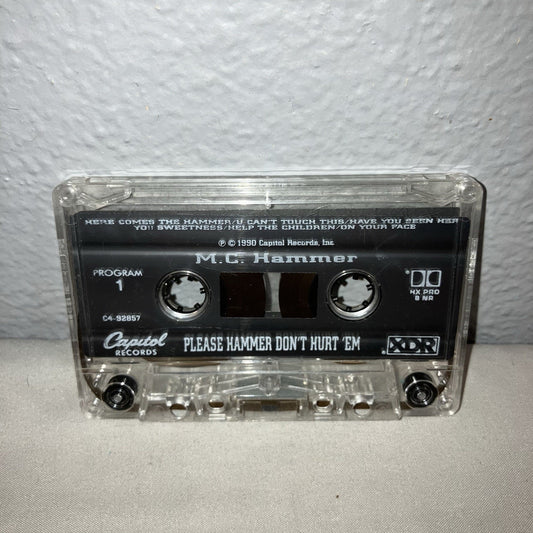 HERE COMES THE HAMMER/U CAN'T TOUCH THIS/HAVE YOU SEEN HER
YO!! SWEETNESS/HELP THE CHILDREN/ON YOUR FACE
℗ © 1990 Capitol Records, Inc.
M.C. Hammer
PROGRAM
1
HX PRO
B NR
C4-92857
Capitol
RECORDS
PLEASE HAMMER DON'T HURT 'EM
XDR